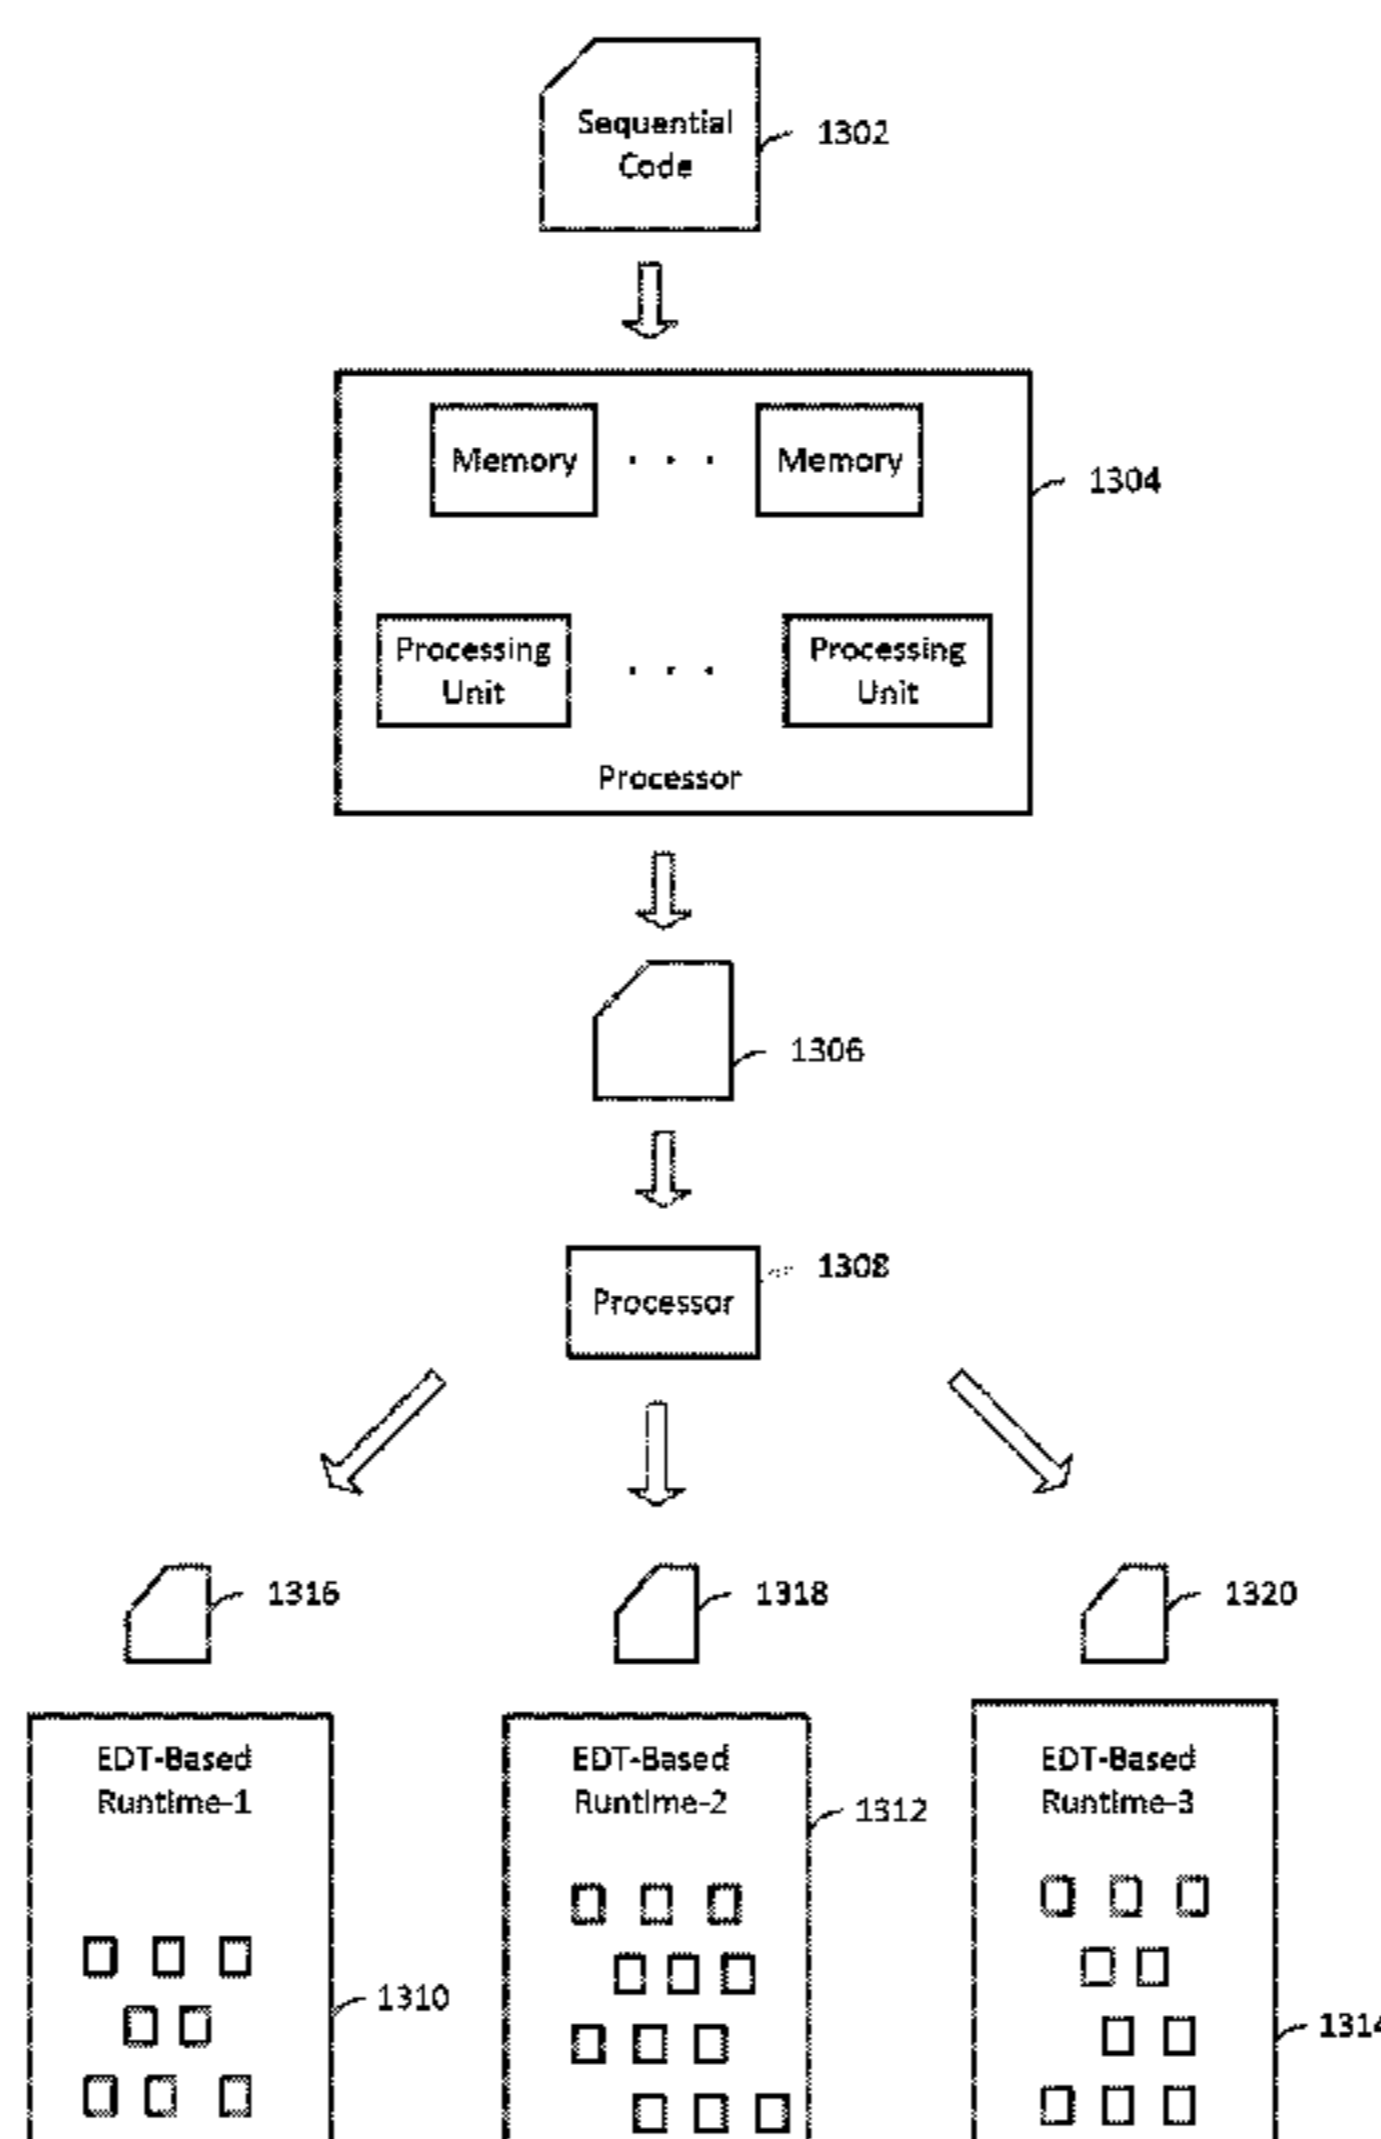 Sequential
Code
1302
Memory
. . .
Memory
1304
Processing
Unit
. . .
Processing
Unit
Processor
1306
1308
Processor
1316
1318
1320
EDT-Based
Runtime-1
EDT-Based
Runtime-2
EDT-Based
Runtime-3
1312
1310
1314